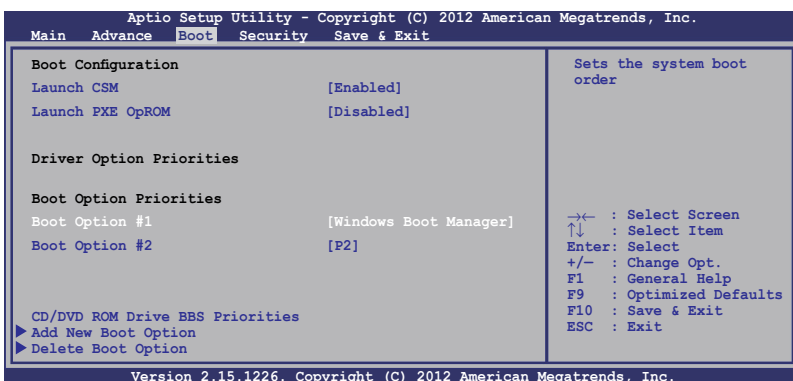 Aptio Setup Utility - Copyright (C) 2012 American Megatrends, Inc.
Main Advance Boot Security Save & Exit
Boot Configuration
Launch CSM [Enabled]
Launch PXE OpROM [Disabled]
Driver Option Priorities
Boot Option Priorities
Boot Option #1 [Windows Boot Manager]
Boot Option #2 [P2]
CD/DVD ROM Drive BBS Priorities
Add New Boot Option
Delete Boot Option
Sets the system boot
order
→← : Select Screen
↑↓ : Select Item
Enter: Select
+/— : Change Opt.
F1 : General Help
F9 : Optimized Defaults
F10 : Save & Exit
ESC : Exit
Version 2.15.1226. Copyright (C) 2012 American Megatrends, Inc.